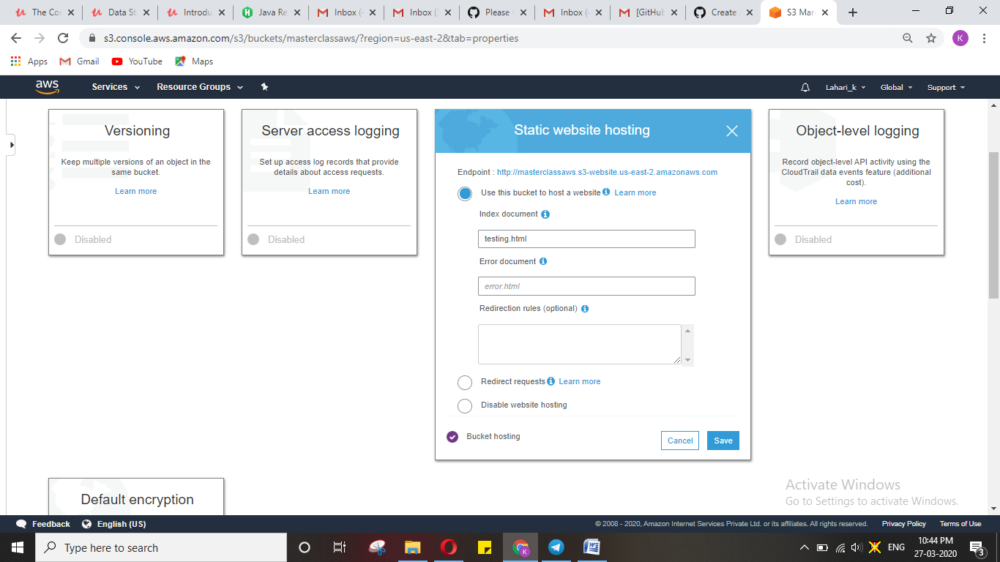 The Co
Data St
Introdu
Java Re
Inbox (
Inbox (
Please
Inbox (
[GitHub
Create
S3 Man
s3.console.aws.amazon.com/s3/buckets/masterclassaws/?region=us-east-2&tab=properties
K
Apps
Gmail
YouTube
Maps
aws
Services
Resource Groups
Lahari_k
Global
Support
Versioning
Keep multiple versions of an object in the
same bucket.
Learn more
Disabled
Server access logging
Set up access log records that provide
details about access requests.
Learn more
Disabled
Static website hosting
Endpoint : http://masterclassaws.s3-website.us-east-2.amazonaws.com
Use this bucket to host a website Learn more
Index document
testing.html
Error document
error.html
Redirection rules (optional)
Redirect requests Learn more
Disable website hosting
Bucket hosting
Cancel
Save
Object-level logging
Record object-level API activity using the
CloudTrail data events feature (additional
cost).
Learn more
Disabled
Default encryption
Activate Windows
Go to Settings to activate Windows.
Feedback
English (US)
© 2008 - 2020, Amazon Internet Services Private Ltd. or its affiliates. All rights reserved.
Privacy Policy
Terms of Use
Type here to search
ENG
10:44 PM
27-03-2020
3